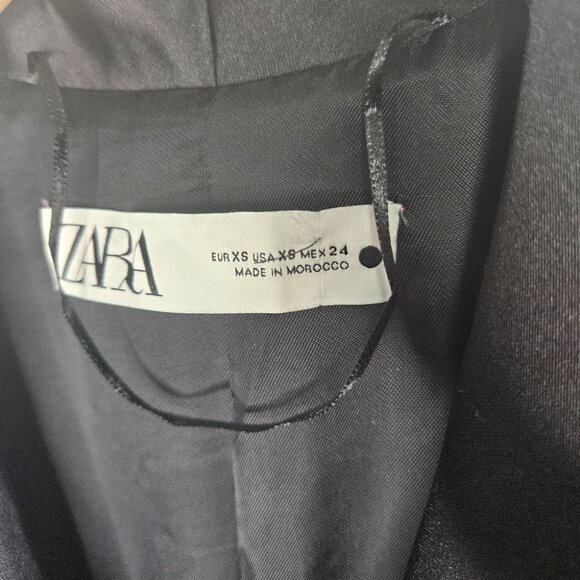 ZARA
EUR XS USA XS MEX 24
MADE IN MOROCCO